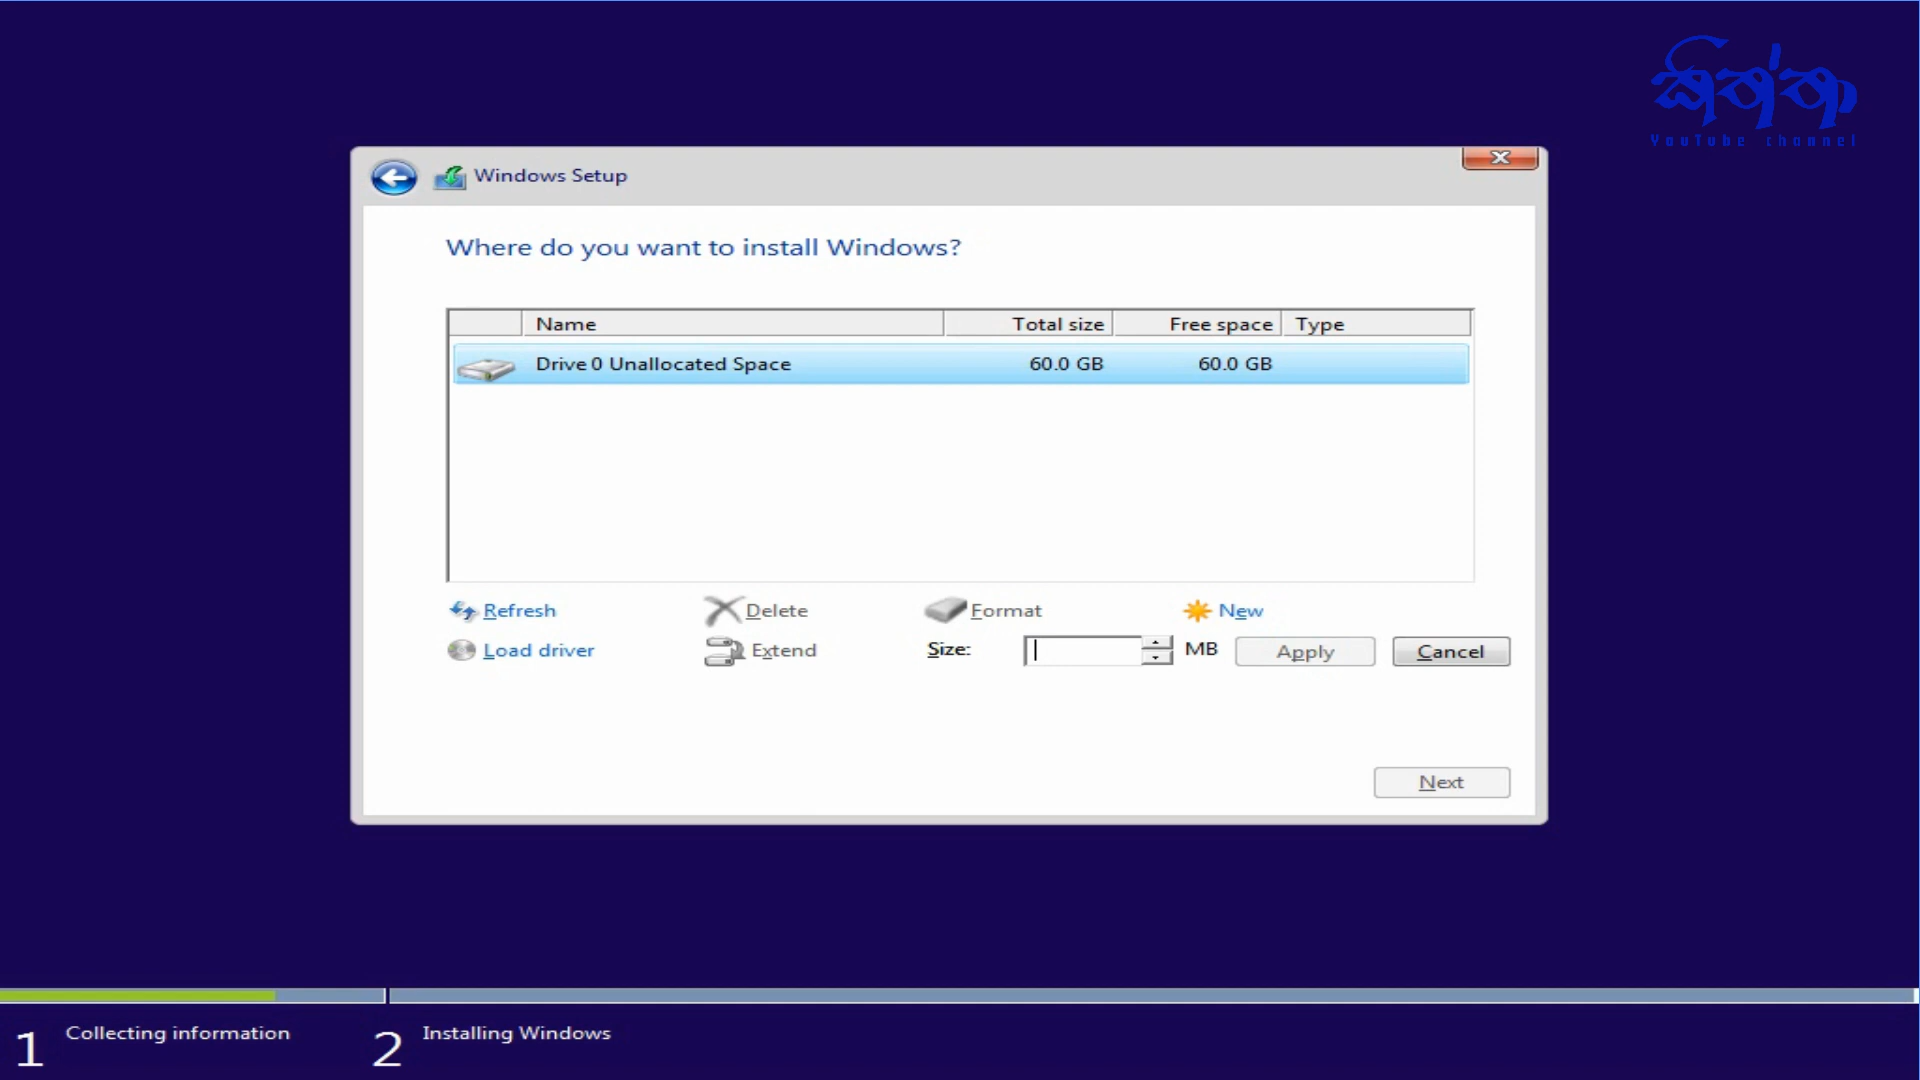 YouTube channel
Windows Setup
Where do you want to install Windows?
Name Total size Free space Type
Drive 0 Unallocated Space 60.0 GB 60.0 GB
Refresh Delete Format New
Load driver Extend Size: MB Apply Cancel
Next
1 Collecting information 2 Installing Windows